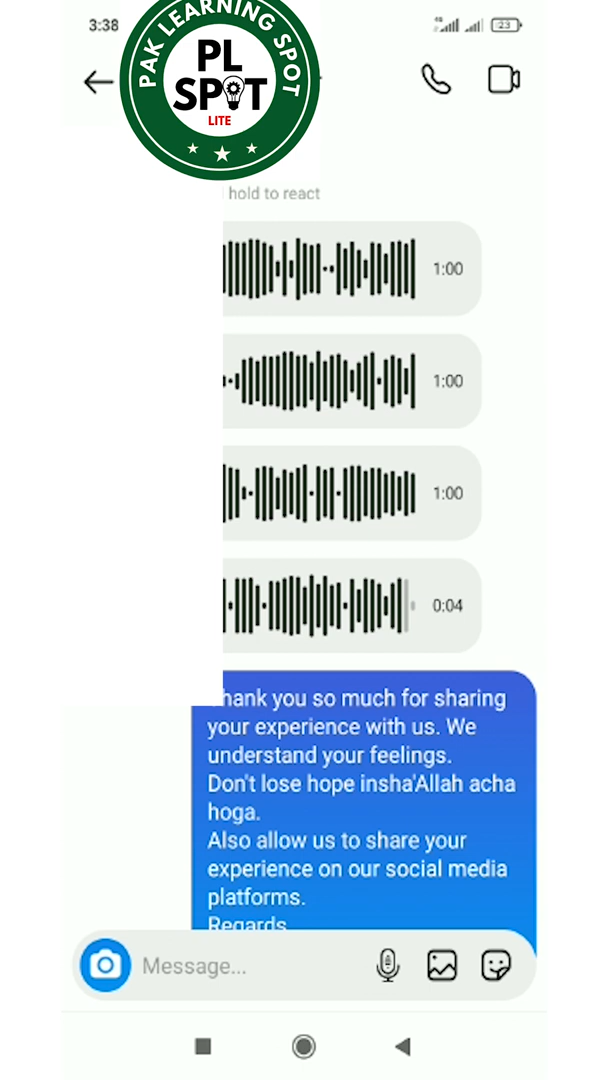 3:38
4G
23
PAK LEARNING SPOT
PL
SPOT
LITE
hold to react
1:00
1:00
1:00
0:04
hank you so much for sharing
your experience with us. We
understand your feelings.
Don't lose hope insha'Allah acha
hoga.
Also allow us to share your
experience on our social media
platforms.
Regards
Message...